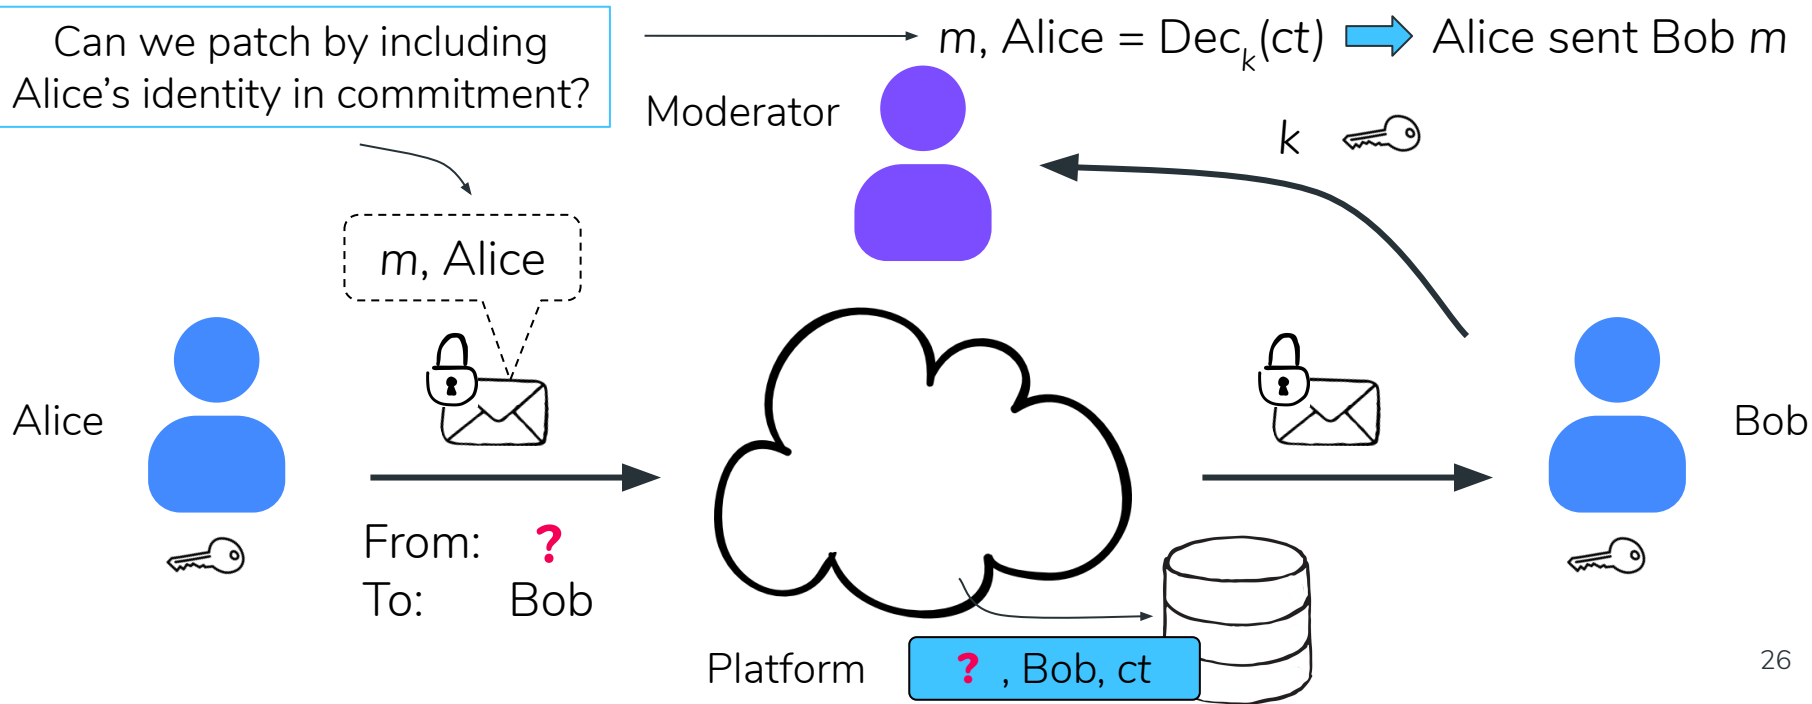 Can we patch by including
Alice's identity in commitment?
m, Alice = Deck(ct) Alice sent Bob m
Moderator
k
m, Alice
Alice
Bob
From: ?
To: Bob
Platform
? , Bob, ct
26